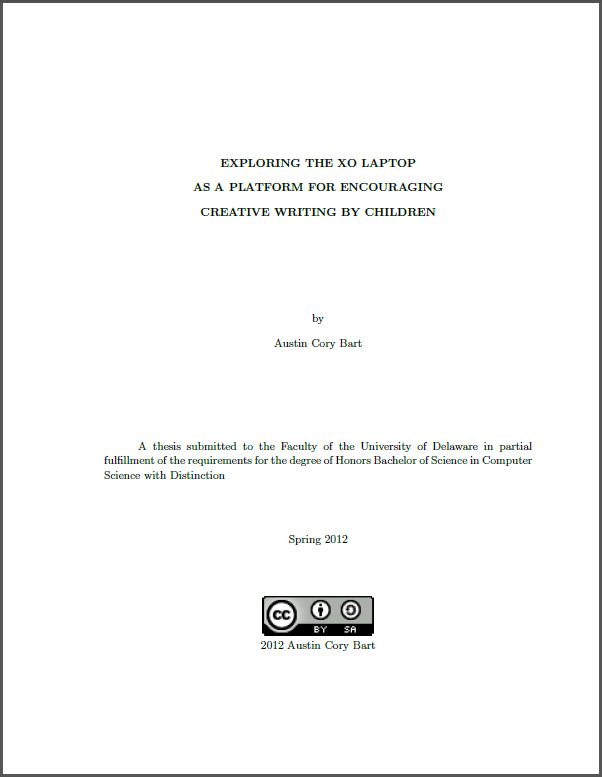 EXPLORING THE XO LAPTOP
AS A PLATFORM FOR ENCOURAGING
CREATIVE WRITING BY CHILDREN
by
Austin Cory Bart
A thesis submitted to the Faculty of the University of Delaware in partial
fulfillment of the requirements for the degree of Honors Bachelor of Science in Computer
Science with Distinction
Spring 2012
cc
BY SA
2012 Austin Cory Bart